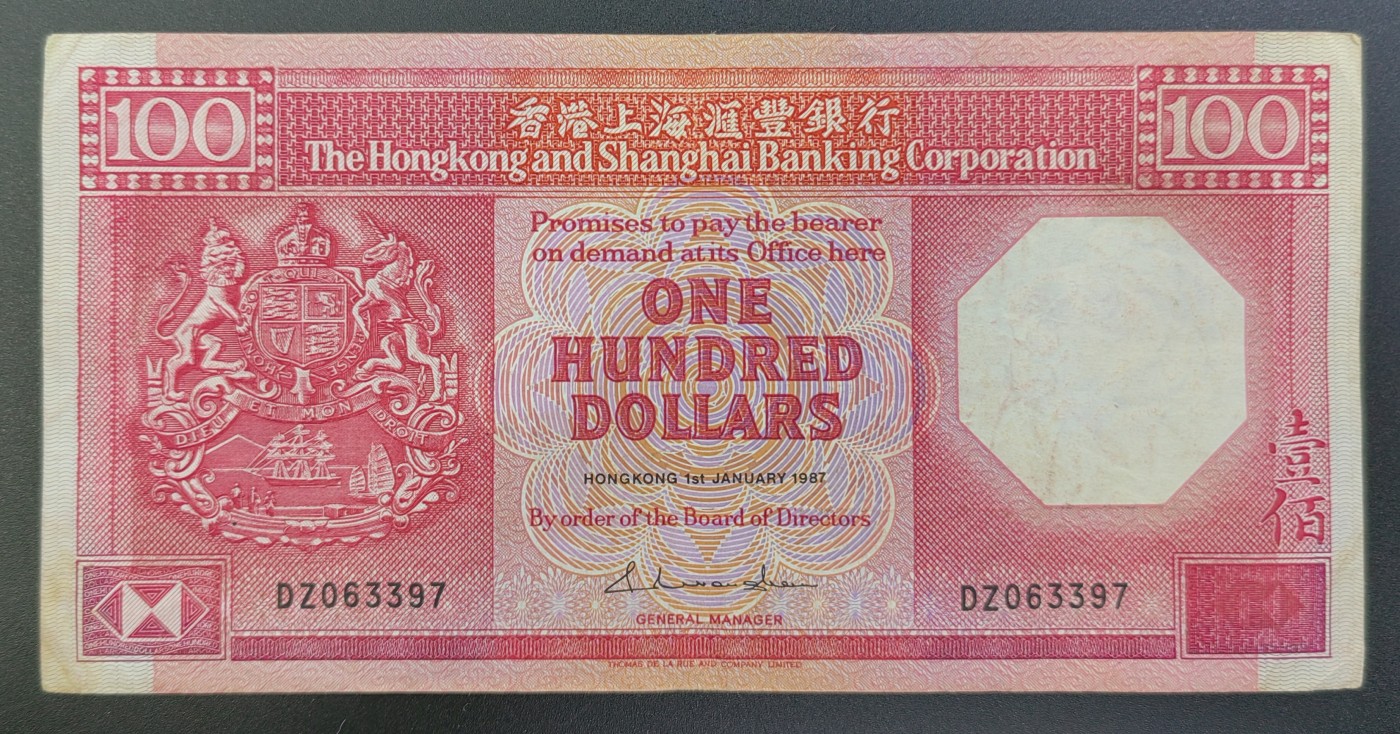 100
香港上海滙豐銀行
100
The Hongkong and Shanghai Banking Corporation
Promises to pay the bearer
on demand at its Office here
ONE
HUNDRED
DOLLARS
DIEU ET MON DROIT
HONGKONG 1st JANUARY 1987
壹佰
By order of the Board of Directors
DZ063397
DZ063397
GENERAL MANAGER
THOMAS DE LA RUE AND COMPANY LIMITED